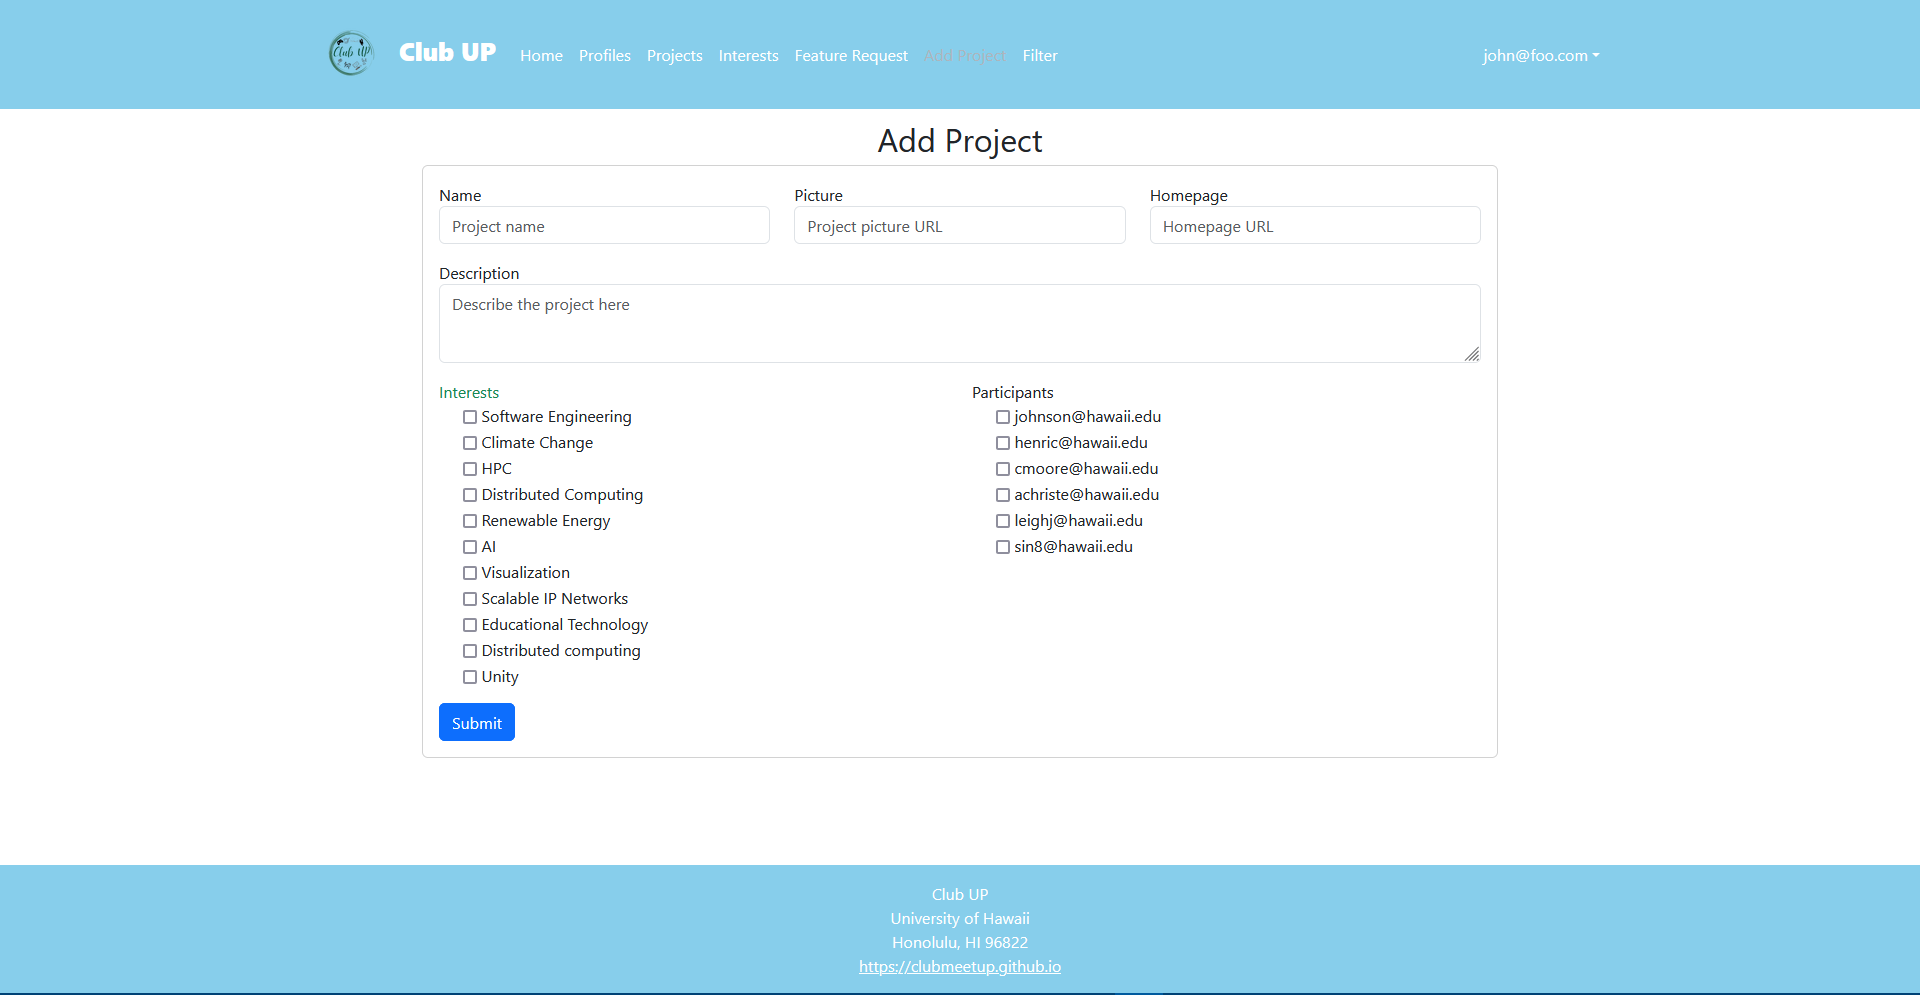 Club UP
Club UP Home Profiles Projects Interests Feature Request Add Project Filter john@foo.com
Add Project
Name Picture Homepage
Project name Project picture URL Homepage URL
Description
Describe the project here
Interests
Software Engineering
Climate Change
HPC
Distributed Computing
Renewable Energy
AI
Visualization
Scalable IP Networks
Educational Technology
Distributed computing
Unity
Participants
johnson@hawaii.edu
henric@hawaii.edu
cmoore@hawaii.edu
achriste@hawaii.edu
leighj@hawaii.edu
sin8@hawaii.edu
Submit
Club UP
University of Hawaii
Honolulu, HI 96822
https://clubmeetup.github.io